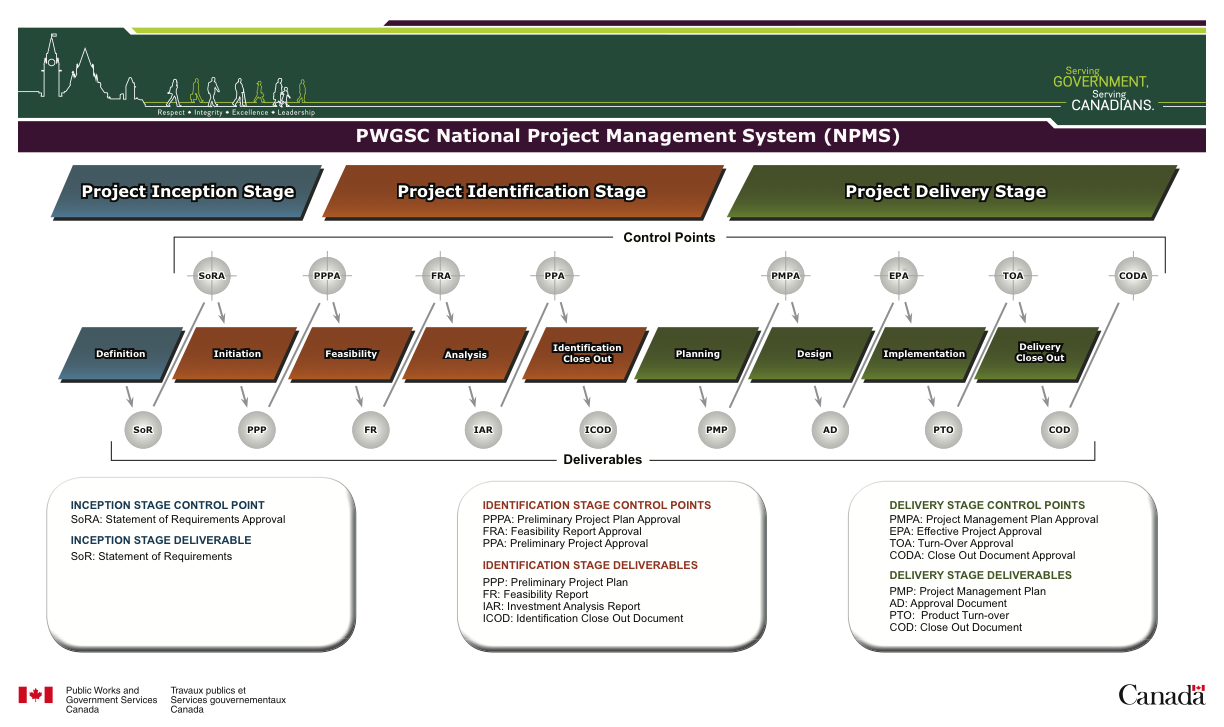 Serving
GOVERNMENT,
Serving
CANADIANS.
Respect • Integrity • Excellence • Leadership
PWGSC National Project Management System (NPMS)
Project Inception Stage
Project Identification Stage
Project Delivery Stage
Control Points
SoRA
PPPA
FRA
PPA
PMPA
EPA
TOA
CODA
Definition
Initiation
Feasibility
Analysis
Identification
Close Out
Planning
Design
Implementation
Delivery
Close Out
SoR
PPP
FR
IAR
ICOD
PMP
AD
PTO
COD
Deliverables
INCEPTION STAGE CONTROL POINT
SoRA: Statement of Requirements Approval
INCEPTION STAGE DELIVERABLE
SoR: Statement of Requirements
IDENTIFICATION STAGE CONTROL POINTS
PPPA: Preliminary Project Plan Approval
FRA: Feasibility Report Approval
PPA: Preliminary Project Approval
IDENTIFICATION STAGE DELIVERABLES
PPP: Preliminary Project Plan
FR: Feasibility Report
IAR: Investment Analysis Report
ICOD: Identification Close Out Document
DELIVERY STAGE CONTROL POINTS
PMPA: Project Management Plan Approval
EPA: Effective Project Approval
TOA: Turn-Over Approval
CODA: Close Out Document Approval
DELIVERY STAGE DELIVERABLES
PMP: Project Management Plan
AD: Approval Document
PTO: Product Turn-over
COD: Close Out Document
Public Works and
Government Services
Canada
Travaux publics et
Services gouvernementaux
Canada
Canada